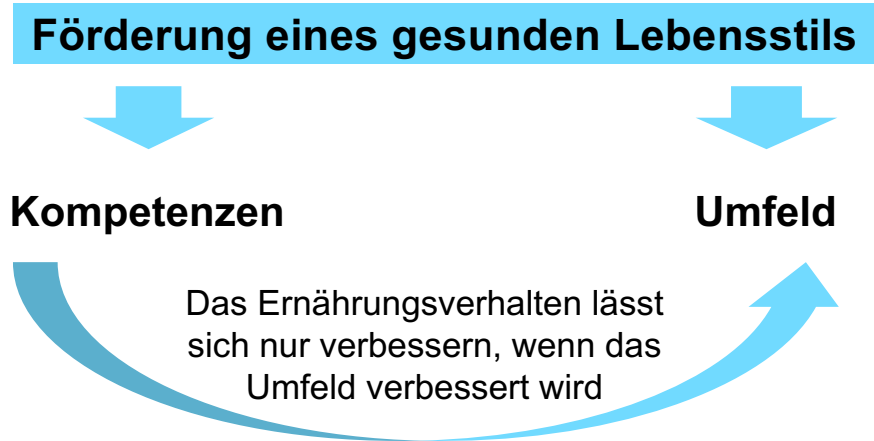 Förderung eines gesunden Lebensstils
Kompetenzen
Umfeld
Das Ernährungsverhalten lässt
sich nur verbessern, wenn das
Umfeld verbessert wird